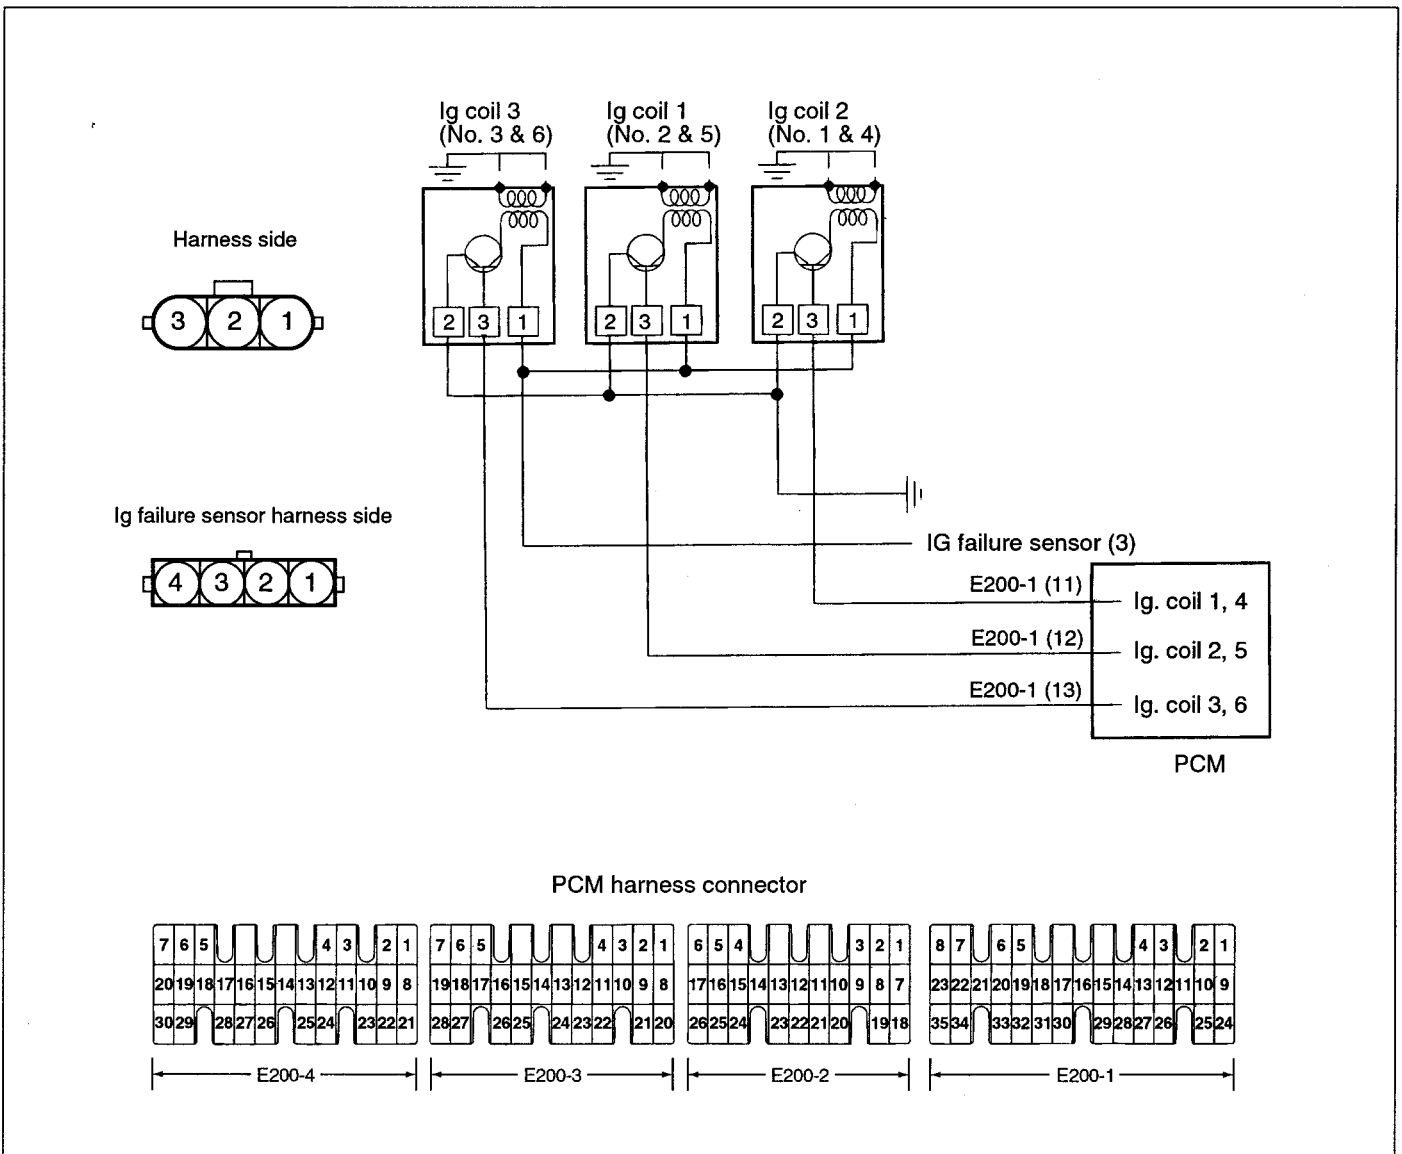 Ig coil 3 Ig coil 1 Ig coil 2
(No. 3 & 6) (No. 2 & 5) (No. 1 & 4)
Harness side
3 2 1
2 3 1 2 3 1 2 3 1
Ig failure sensor harness side
4 3 2 1
IG failure sensor (3)
E200-1 (11) Ig. coil 1, 4
E200-1 (12) Ig. coil 2, 5
E200-1 (13) Ig. coil 3, 6
PCM
PCM harness connector
7 6 5 4 3 2 1 7 6 5 4 3 2 1 6 5 4 3 2 1 8 7 6 5 4 3 2 1
20 19 18 17 16 15 14 13 12 11 10 9 8 19 18 17 16 15 14 13 12 11 10 9 8 17 16 15 14 13 12 11 10 9 8 7 23 22 21 20 19 18 17 16 15 14 13 12 11 10 9
30 29 28 27 26 25 24 23 22 21 28 27 26 25 24 23 22 21 20 26 25 24 23 22 21 20 19 18 35 34 33 32 31 30 29 28 27 26 25 24
E200-4 E200-3 E200-2 E200-1